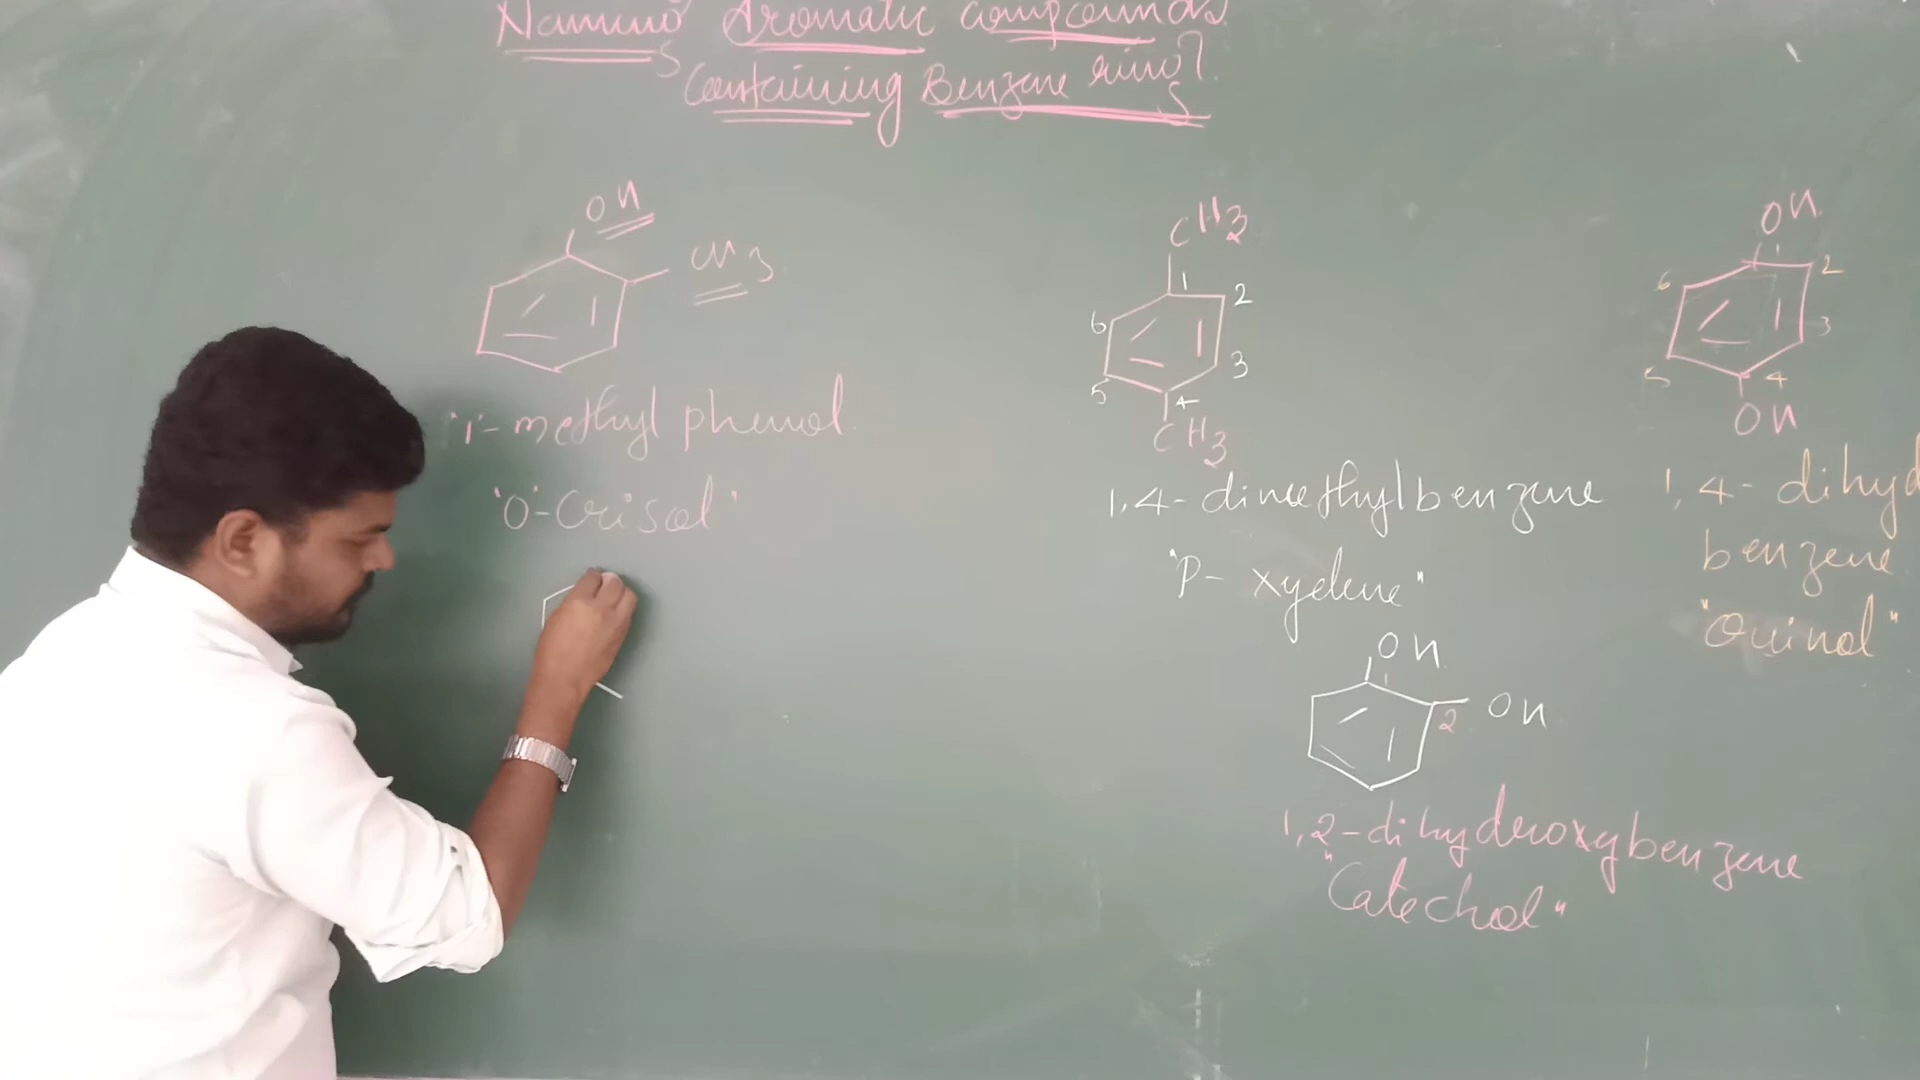 Naming Aromatic compounds
Containing Benzene ring.
OH
CH3
'1'-methyl phenol
'O'-Crisol"
CH3
1
2
3
4
5
6
CH3
1,4-dimethylbenzene
"P- xyelene"
OH
1
2
3
4
5
6
OH
1,4-dihyd
benzene
"Quinol"
OH
1
2
OH
1,2-dihydroxybenzene
"Catechol"